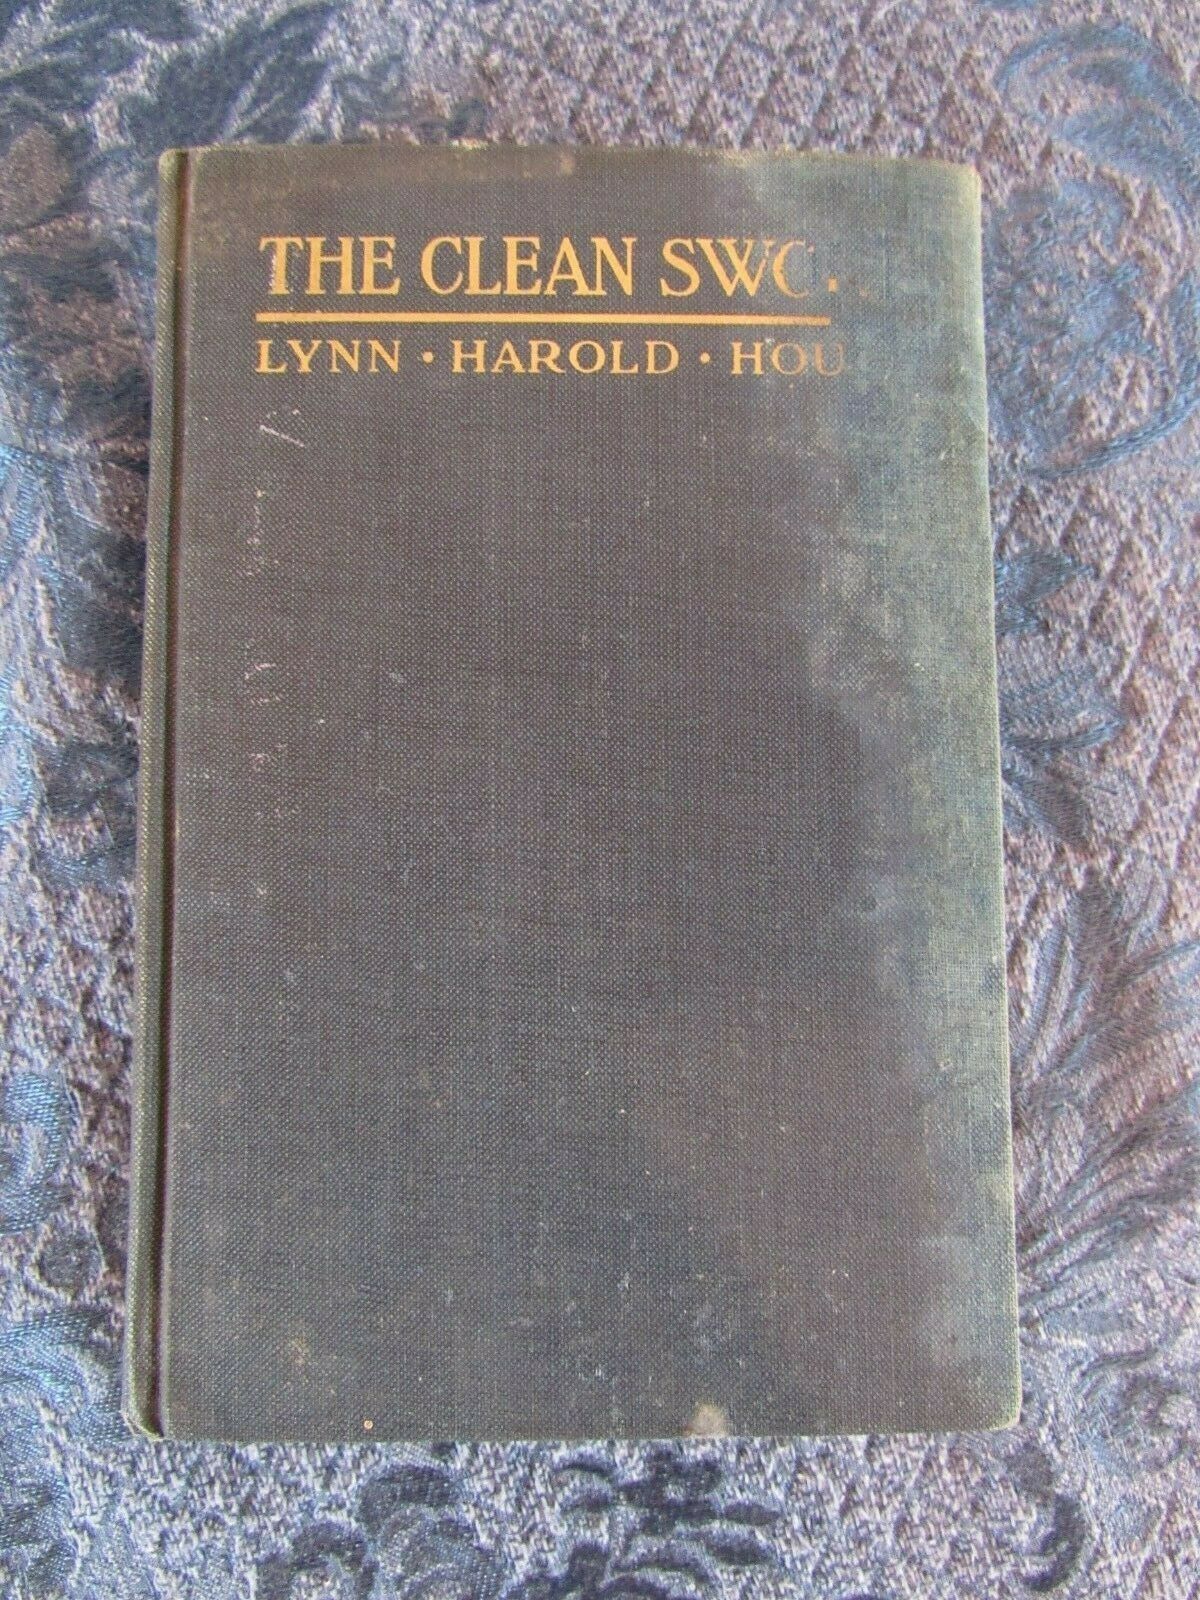 THE CLEAN
LYNN • HAROLD •